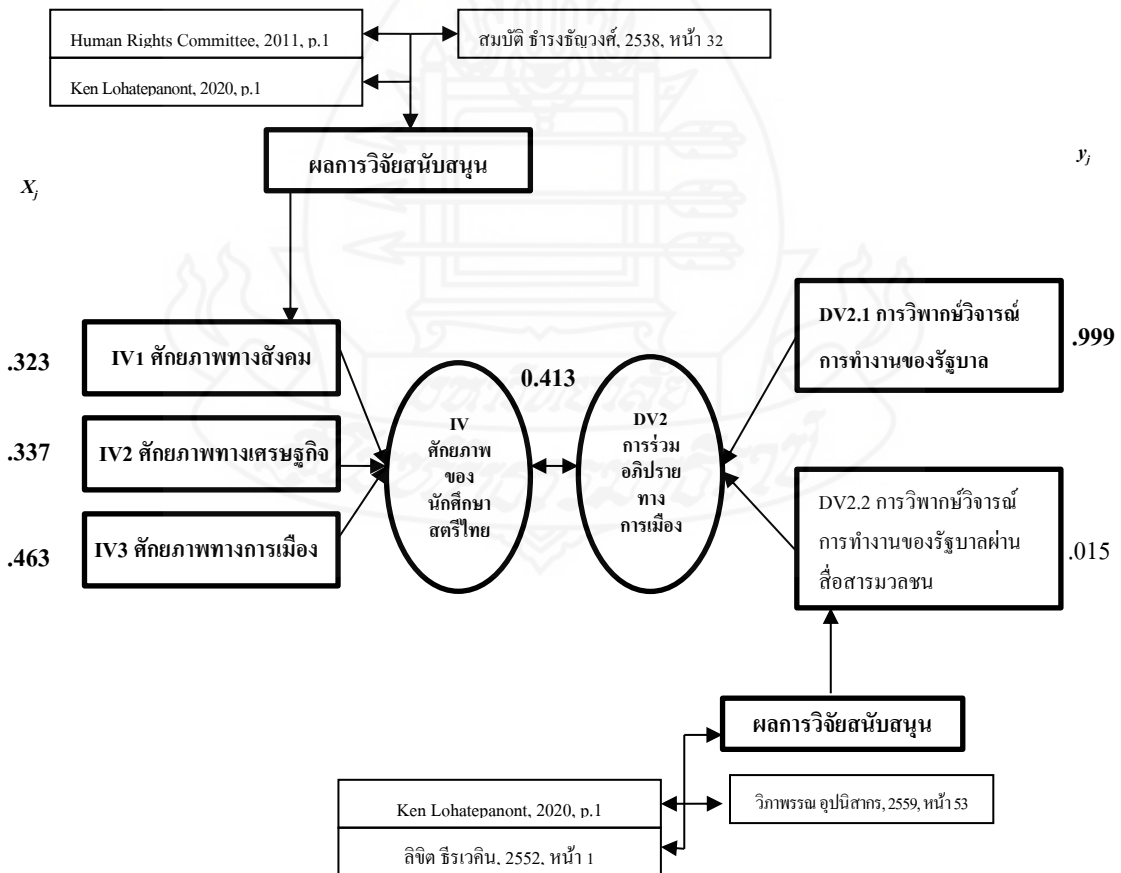 Human Rights Committee, 2011, p.1
สมบัติ ธำรงธัญวงศ์, 2538, หน้า 32
Ken Lohatepanont, 2020, p.1
ผลการวิจัยสนับสนุน
Xj
yj
.323
IV1 ศักยภาพทางสังคม
.337
IV2 ศักยภาพทางเศรษฐกิจ
.463
IV3 ศักยภาพทางการเมือง
IV
ศักยภาพ
ของ
นักศึกษา
สตรีไทย
0.413
DV2
การร่วม
อภิปราย
ทาง
การเมือง
DV2.1 การวิพากษ์วิจารณ์
การทำงานของรัฐบาล
.999
DV2.2 การวิพากษ์วิจารณ์
การทำงานของรัฐบาลผ่าน
สื่อสารมวลชน
.015
ผลการวิจัยสนับสนุน
Ken Lohatepanont, 2020, p.1
วิภาพรรณ อุปนิสากร, 2559, หน้า 53
ลิขิต ธีรเวคิน, 2552, หน้า 1